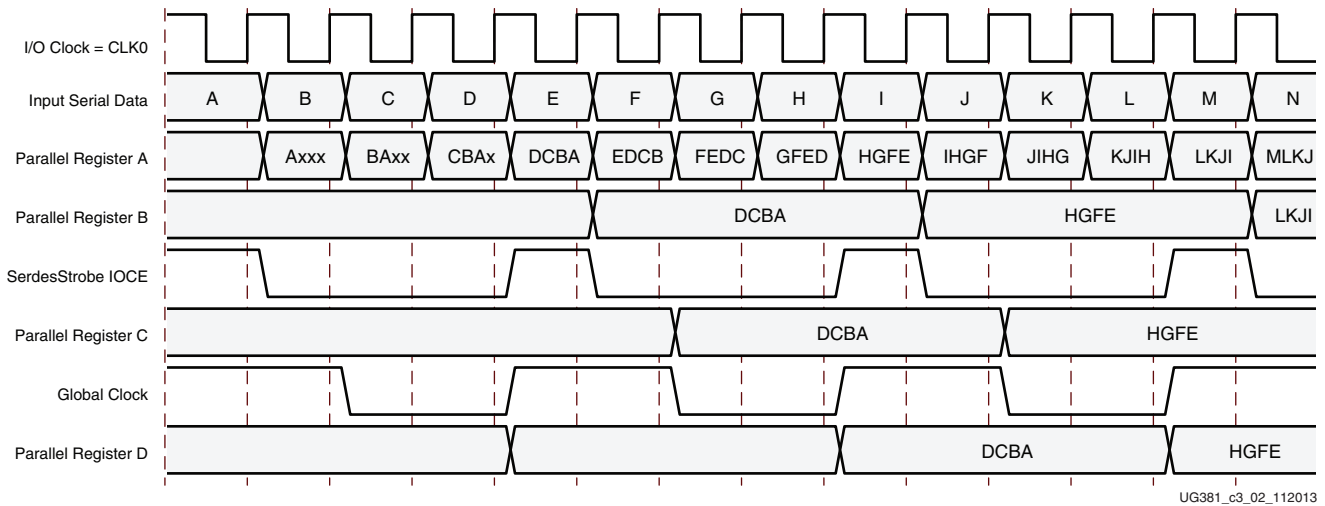 I/O Clock = CLK0
Input Serial Data A B C D E F G H I J K L M N
Parallel Register A Axxx BAxx CBAx DCBA EDCB FEDC GFED HGFE IHGF JIHG KJIH LKJI MLKJ
Parallel Register B DCBA HGFE LKJI
SerdesStrobe IOCE
Parallel Register C DCBA HGFE
Global Clock
Parallel Register D DCBA HGFE
UG381_c3_02_112013